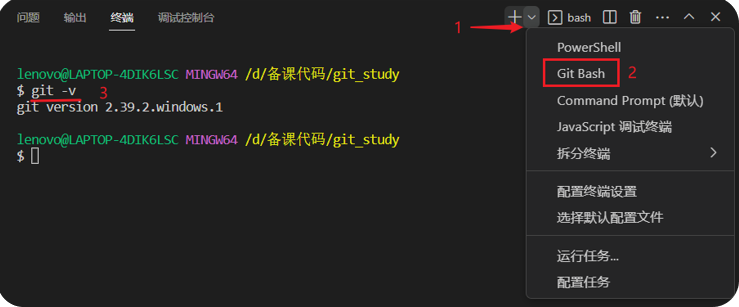 问题 输出 终端 调试控制台 bash
1
PowerShell
lenovo@LAPTOP-4DIK6LSC MINGW64 /d/备课代码/git_study
Git Bash 2
$ git -v 3
git version 2.39.2.windows.1
Command Prompt (默认)
JavaScript 调试终端
lenovo@LAPTOP-4DIK6LSC MINGW64 /d/备课代码/git_study
$
拆分终端
配置终端设置
选择默认配置文件
运行任务...
配置任务